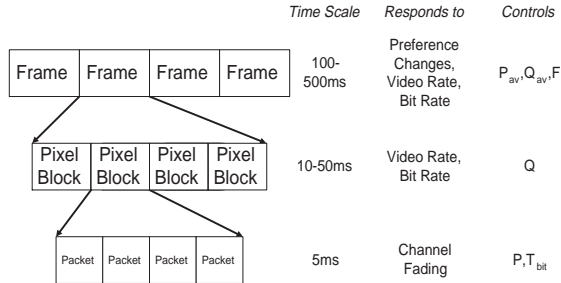 Time Scale Responds to Controls
Frame Frame Frame Frame
100-
500ms
Preference
Changes,
Video Rate,
Bit Rate
Pav,Qav,F
Pixel Block Pixel Block Pixel Block Pixel Block
10-50ms
Video Rate,
Bit Rate
Q
Packet Packet Packet Packet
5ms
Channel
Fading
P,Tbit